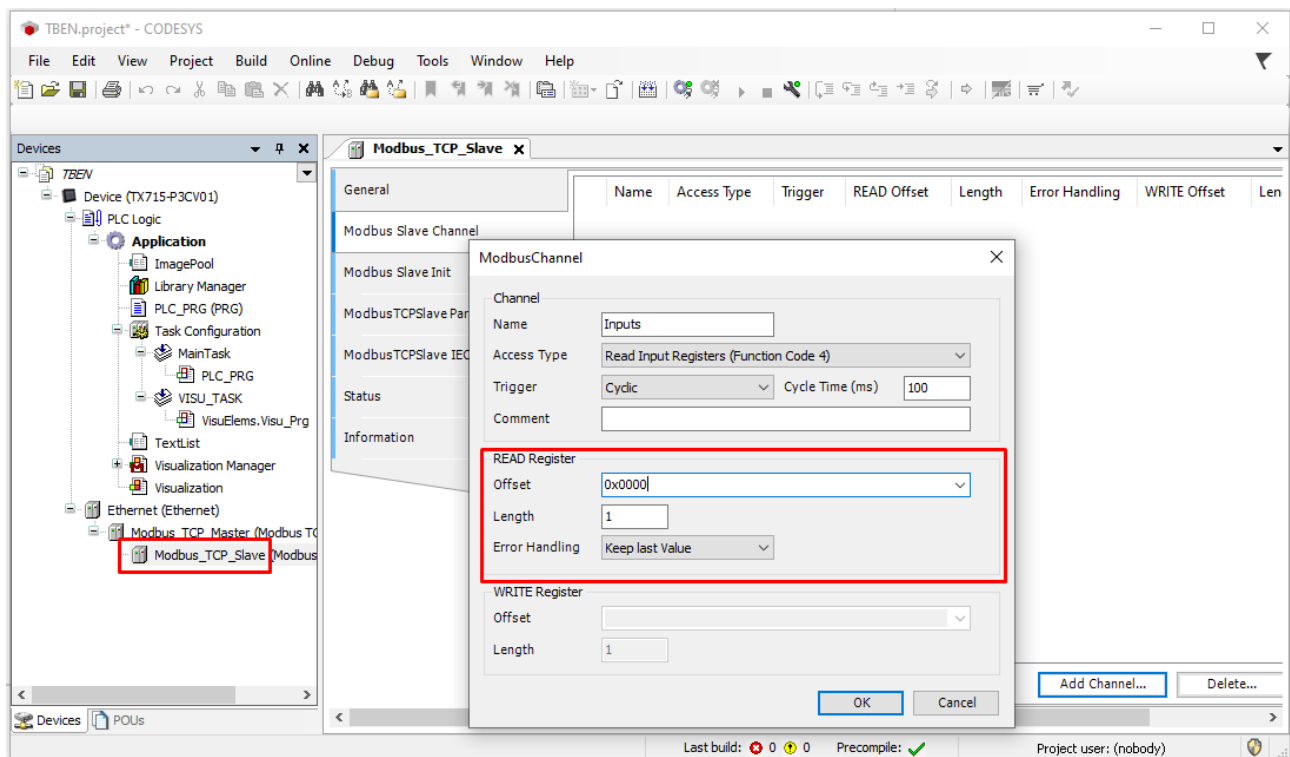 TBEN.project* - CODESYS
File Edit View Project Build Online Debug Tools Window Help
Devices
TBEN
Device (TX715-P3CV01)
PLC Logic
Application
ImagePool
Library Manager
PLC_PRG (PRG)
Task Configuration
MainTask
PLC_PRG
VISU_TASK
VisuElems.Visu_Prg
TextList
Visualization Manager
Visualization
Ethernet (Ethernet)
Modbus_TCP_Master (Modbus TC
Modbus_TCP_Slave (Modbus
Devices POUs
Modbus_TCP_Slave
General
Modbus Slave Channel
Modbus Slave Init
ModbusTCPSlave Par
ModbusTCPSlave IEC
Status
Information
Name Access Type Trigger READ Offset Length Error Handling WRITE Offset Len
ModbusChannel
Channel
Name Inputs
Access Type Read Input Registers (Function Code 4)
Trigger Cyclic Cycle Time (ms) 100
Comment
READ Register
Offset 0x0000
Length 1
Error Handling Keep last Value
WRITE Register
Offset
Length 1
OK Cancel
Add Channel... Delete...
Last build: 0 0 Precompile: Project user: (nobody)